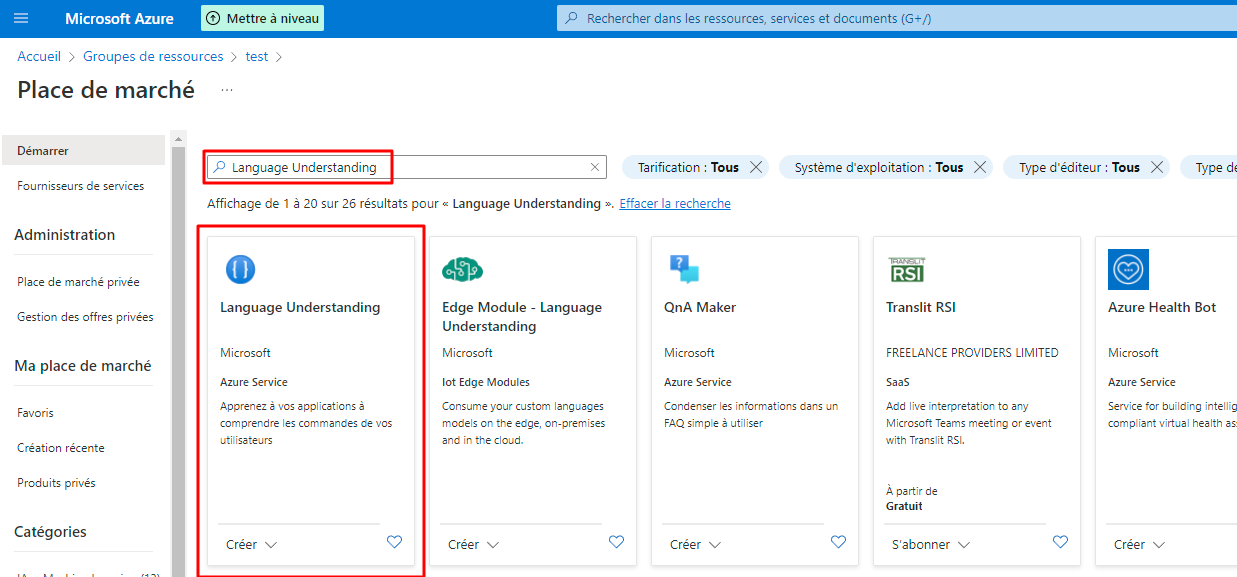 Microsoft Azure
Mettre à niveau
Rechercher dans les ressources, services et documents (G+/)
Accueil > Groupes de ressources > test >
Place de marché ...
Démarrer
Fournisseurs de services
Administration
Place de marché privée
Gestion des offres privées
Ma place de marché
Favoris
Création récente
Produits privés
Catégories
Language Understanding
Tarification : Tous
Système d'exploitation : Tous
Type d'éditeur : Tous
Type de
Affichage de 1 à 20 sur 26 résultats pour « Language Understanding ». Effacer la recherche
Language Understanding
Microsoft
Azure Service
Apprenez à vos applications à
comprendre les commandes de vos
utilisateurs
Créer
Edge Module - Language
Understanding
Microsoft
Iot Edge Modules
Consume your custom languages
models on the edge, on-premises
and in the cloud.
Créer
QnA Maker
Microsoft
Azure Service
Condenser les informations dans un
FAQ simple à utiliser
Créer
TRANSLIT
RSI
Translit RSI
FREELANCE PROVIDERS LIMITED
SaaS
Add live interpretation to any
Microsoft Teams meeting or event
with Translit RSI.
À partir de
Gratuit
S'abonner
Azure Health Bot
Microsoft
Azure Service
Service for building intellig
compliant virtual health as
Créer